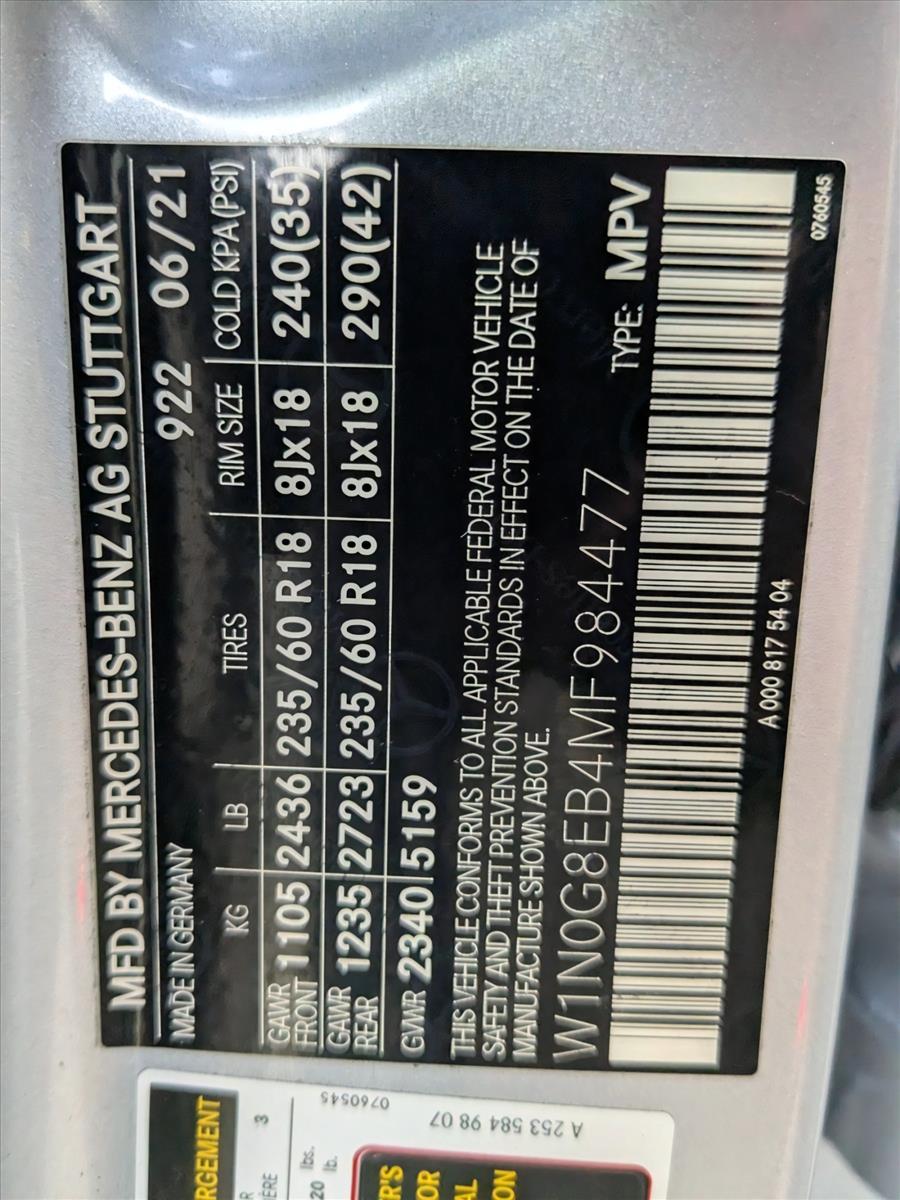 MFD BY MERCEDES-BENZ AG STUTTGART
MADE IN GERMANY 922 06/21
KG LB TIRES RIM SIZE COLD KPA(PSI)
GAWR FRONT 1105 2436 235/60 R18 8Jx18 240(35)
GAWR REAR 1235 2723 235/60 R18 8Jx18 290(42)
GVWR 2340 5159
THIS VEHICLE CONFORMS TO ALL APPLICABLE FEDERAL MOTOR VEHICLE
SAFETY AND THEFT PREVENTION STANDARDS IN EFFECT ON THE DATE OF
MANUFACTURE SHOWN ABOVE.
W1N0G8EB4MF984477 TYPE: MPV
A 000 817 54 04
0760545
RGEMENT
3
R
IÈRE
lbs.
20 lb.
0760545
A 253 584 98 07
R'S
OR
AL
ON